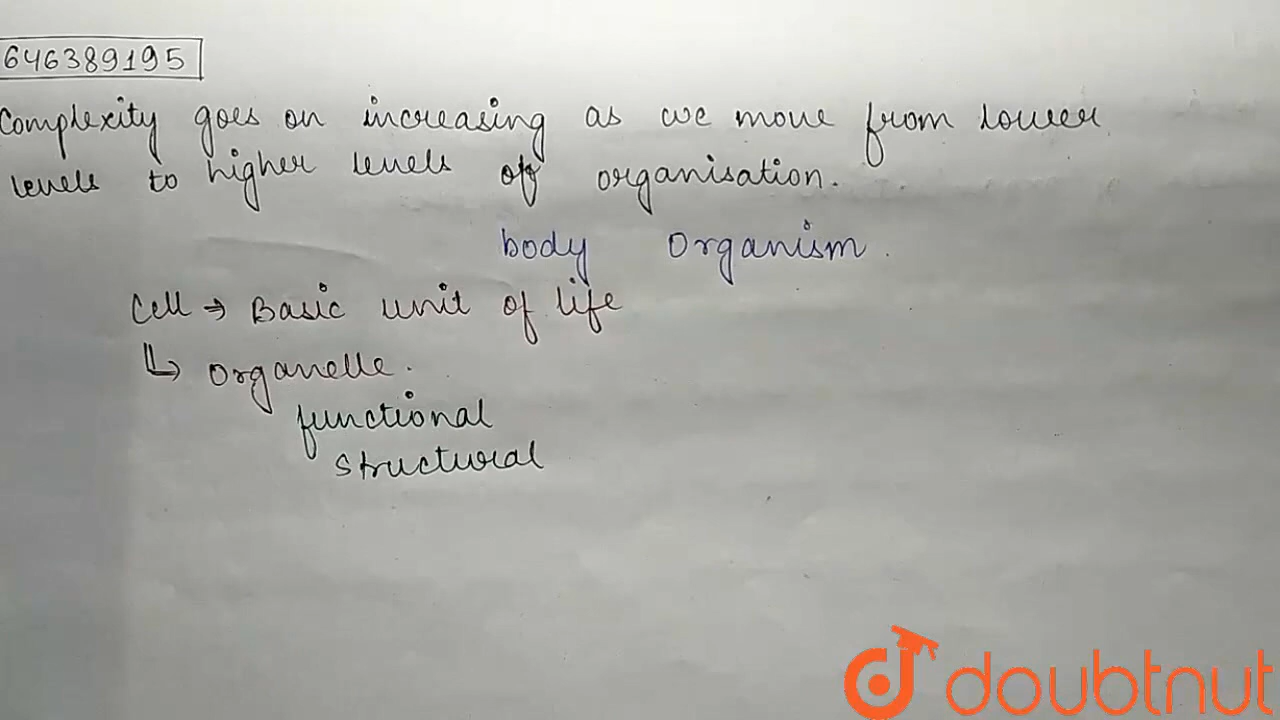 646389195
Complexity goes on increasing as we move from lower
levels to higher levels of organisation.
body Organism.
Cell → Basic unit of life
↳ Organelle.
functional
structural
doubtnut